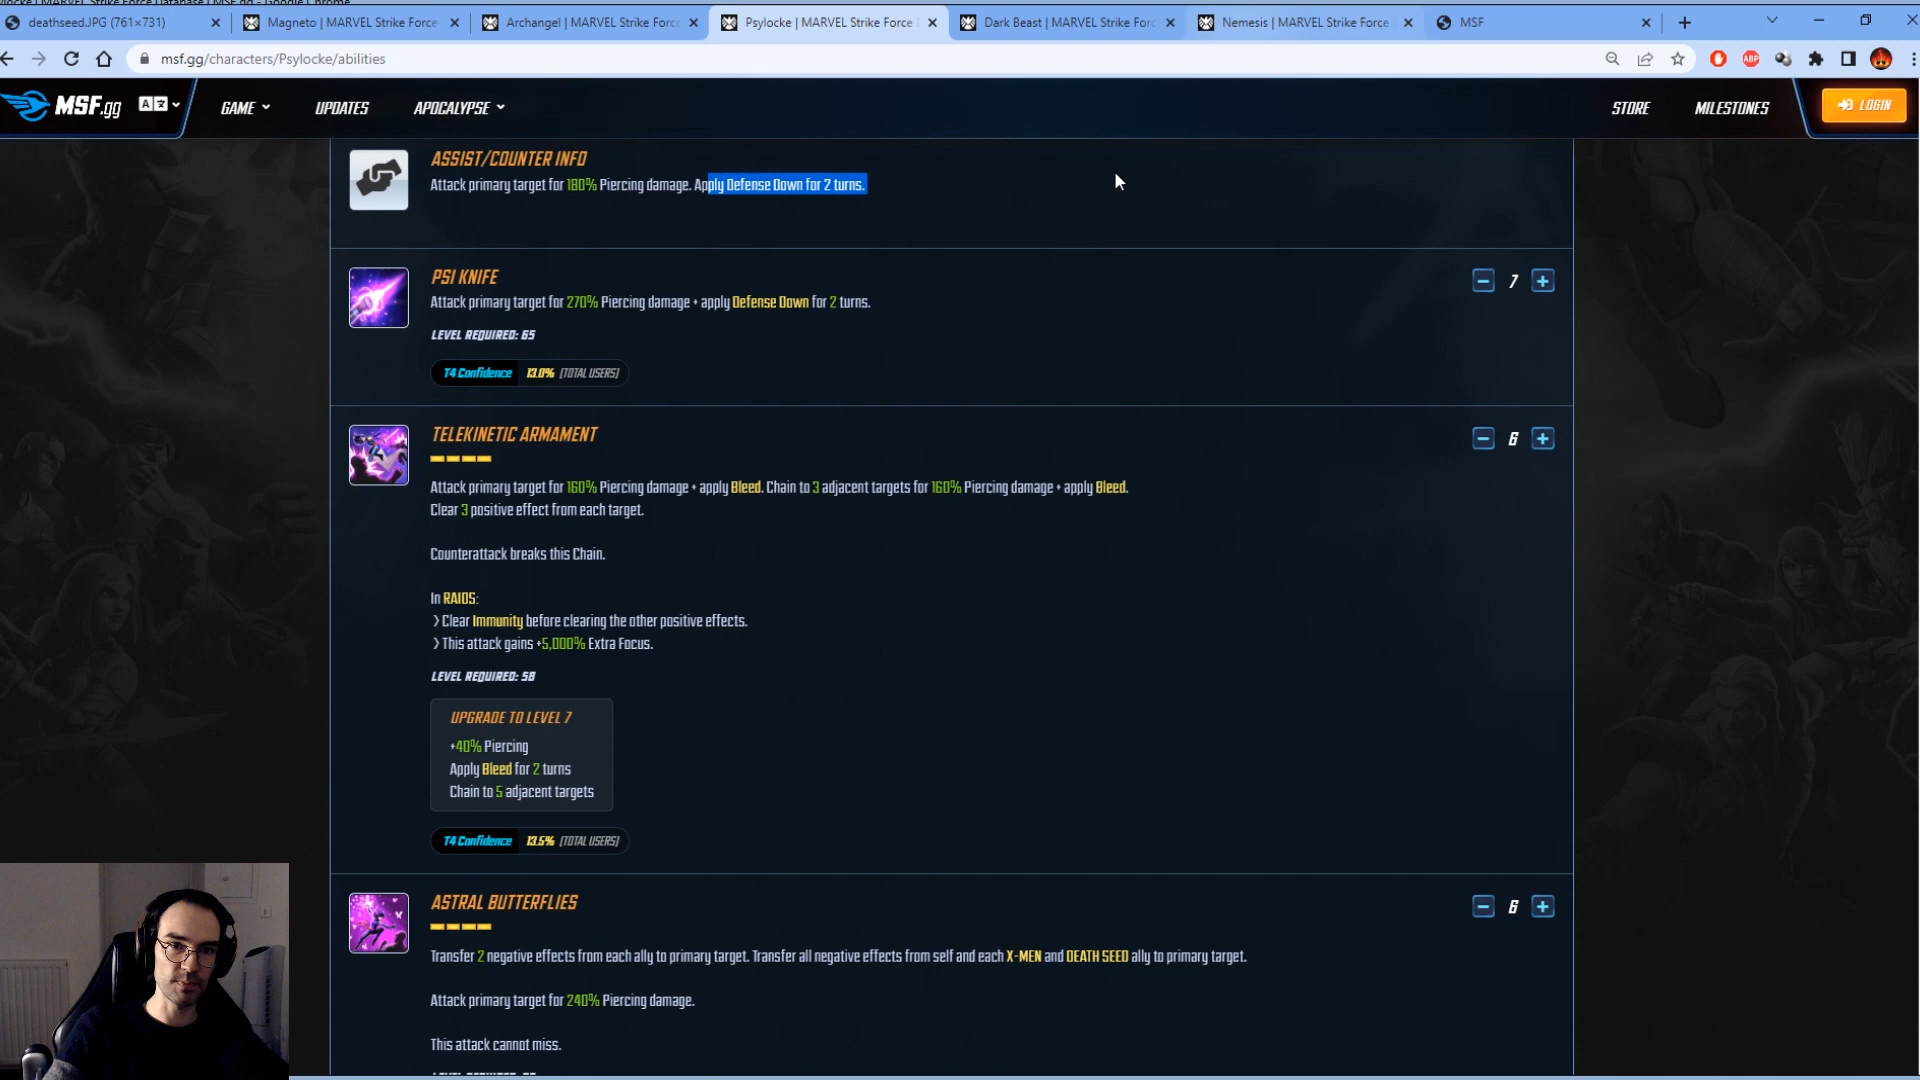 deathseed.JPG (761×731)
Magneto | MARVEL Strike Force
Archangel | MARVEL Strike Force
Psylocke | MARVEL Strike Force
Dark Beast | MARVEL Strike Forc
Nemesis | MARVEL Strike Force
MSF
msf.gg/characters/Psylocke/abilities
MSF.gg
GAME
UPDATES
APOCALYPSE
STORE
MILESTONES
LOGIN
ASSIST/COUNTER INFO
Attack primary target for 180% Piercing damage. Apply Defense Down for 2 turns.
PSI KNIFE
7
Attack primary target for 270% Piercing damage + apply Defense Down for 2 turns.
LEVEL REQUIRED: 65
T4 Confidence 13.0% [TOTAL USERS]
TELEKINETIC ARMAMENT
6
Attack primary target for 160% Piercing damage + apply Bleed. Chain to 3 adjacent targets for 160% Piercing damage + apply Bleed.
Clear 3 positive effect from each target.
Counterattack breaks this Chain.
In RAIDS:
> Clear Immunity before clearing the other positive effects.
> This attack gains +5,000% Extra Focus.
LEVEL REQUIRED: 58
UPGRADE TO LEVEL 7
+40% Piercing
Apply Bleed for 2 turns
Chain to 5 adjacent targets
T4 Confidence 13.5% [TOTAL USERS]
ASTRAL BUTTERFLIES
6
Transfer 2 negative effects from each ally to primary target. Transfer all negative effects from self and each X-MEN and DEATH SEED ally to primary target.
Attack primary target for 240% Piercing damage.
This attack cannot miss.